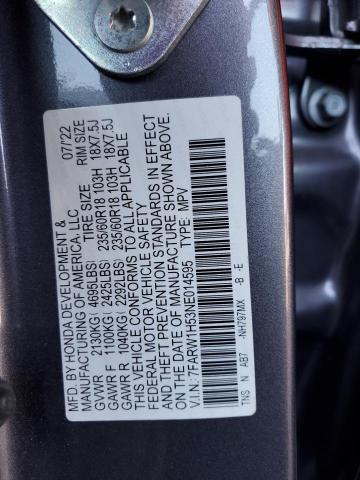 MFD. BY HONDA DEVELOPMENT & 07/'22
MANUFACTURING OF AMERICA, LLC
TIRE SIZE RIM SIZE
GVWR 2130KG( 4695LBS)
GAWR F 1100KG( 2425LBS) 235/60R18 103H 18X7.5J
GAWR R 1040KG( 2292LBS) 235/60R18 103H 18X7.5J
THIS VEHICLE CONFORMS TO ALL APPLICABLE
FEDERAL MOTOR VEHICLE SAFETY
AND THEFT PREVENTION STANDARDS IN EFFECT
ON THE DATE OF MANUFACTURE SHOWN ABOVE.
V.I.N.: 7FARW1H53NE014595 TYPE: MPV
TNS N AB7 -NH797MX -B -E